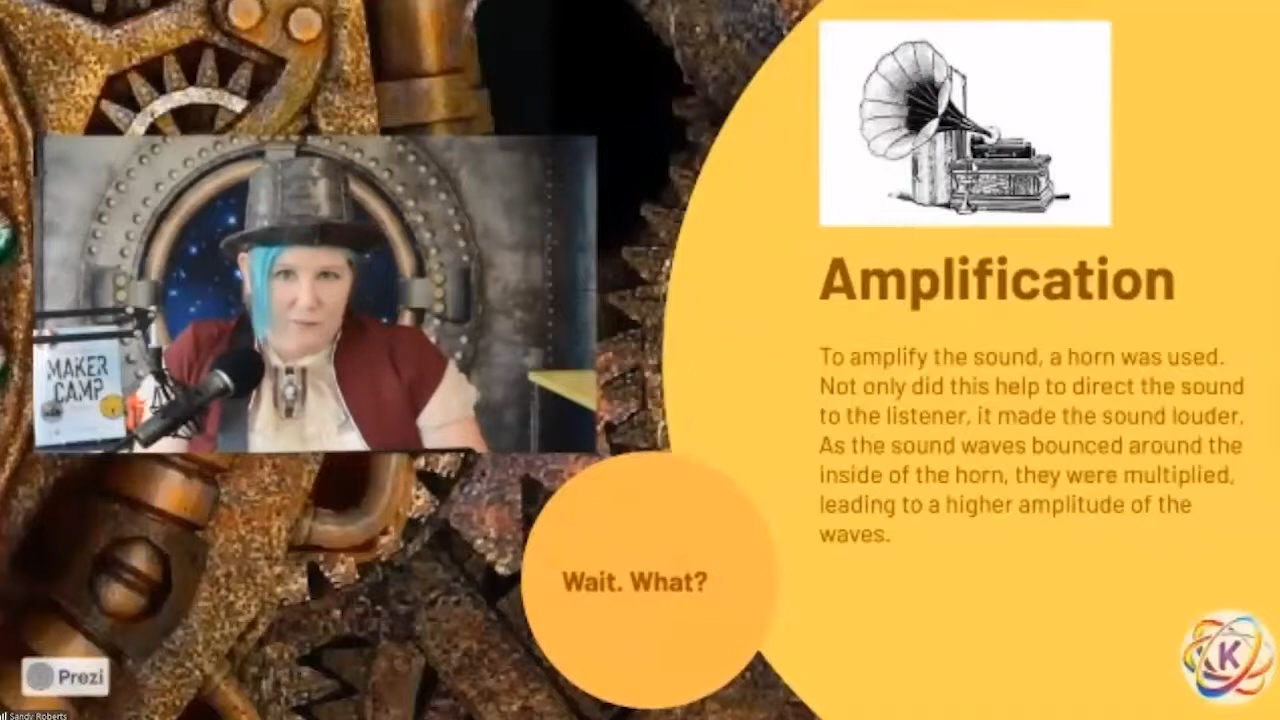 MAKER
CAMP
Amplification
To amplify the sound, a horn was used.
Not only did this help to direct the sound
to the listener, it made the sound louder.
As the sound waves bounced around the
inside of the horn, they were multiplied,
leading to a higher amplitude of the
waves.
Wait. What?
K
Prezi
Sandy Roberts